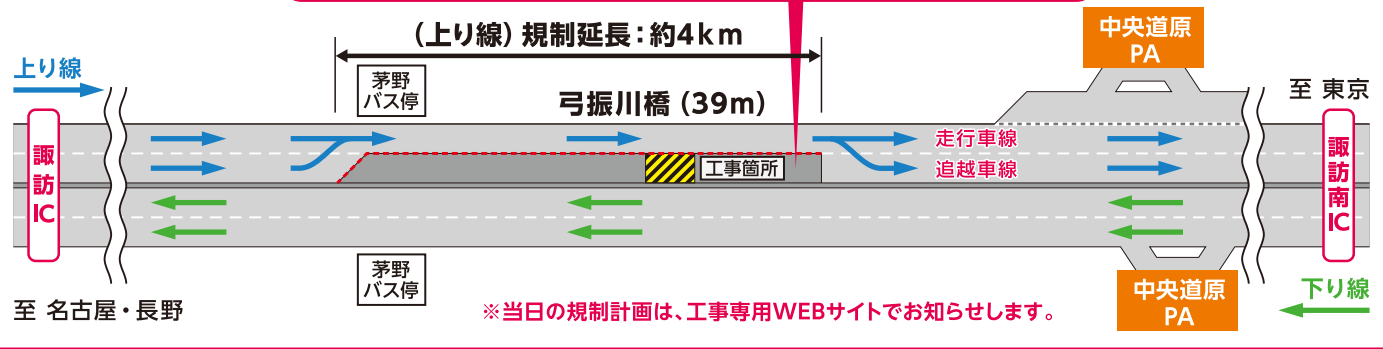 (上り線)規制延長:約4km
中央道原
PA
上り線
茅野
バス停
弓振川橋(39m)
至 東京
諏訪IC
走行車線
追越車線
工事箇所
諏訪南IC
茅野
バス停
中央道原
PA
下り線
至 名古屋・長野
※当日の規制計画は、工事専用WEBサイトでお知らせします。